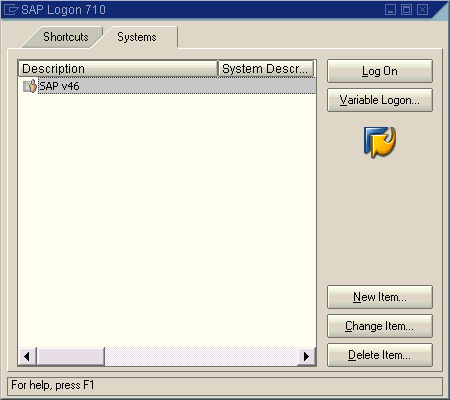 SAP Logon 710
Shortcuts Systems
Description System Descr...
SAP v46
Log On
Variable Logon...
New Item...
Change Item...
Delete Item...
For help, press F1